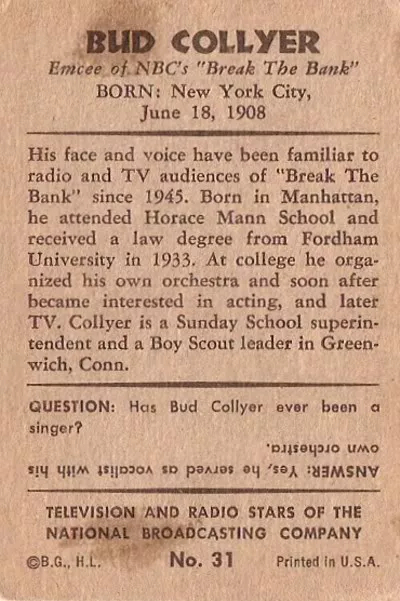 BUD COLLYER
Emcee of NBC's "Break The Bank"
BORN: New York City,
June 18, 1908
His face and voice have been familiar to
radio and TV audiences of "Break The
Bank" since 1945. Born in Manhattan,
he attended Horace Mann School and
received a law degree from Fordham
University in 1933. At college he orga-
nized his own orchestra and soon after
became interested in acting, and later
TV. Collyer is a Sunday School superin-
tendent and a Boy Scout leader in Green-
wich, Conn.
QUESTION: Has Bud Collyer ever been a
singer?
ANSWER: Yes, he served as vocalist with his
own orchestra.
TELEVISION AND RADIO STARS OF THE
NATIONAL BROADCASTING COMPANY
©B.G., H.L. No. 31 Printed in U.S.A.